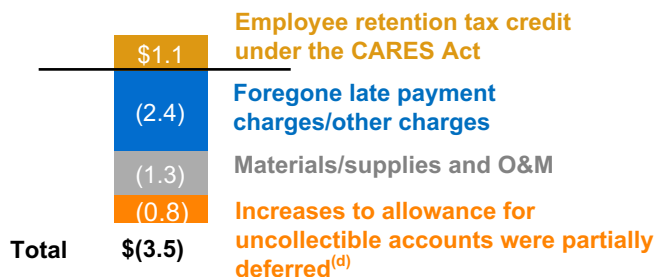 Employee retention tax credit
$1.1 under the CARES Act
(2.4) Foregone late payment
charges/other charges
(1.3) Materials/supplies and O&M
(0.8) Increases to allowance for
Total $(3.5) uncollectible accounts were partially
deferred(d)